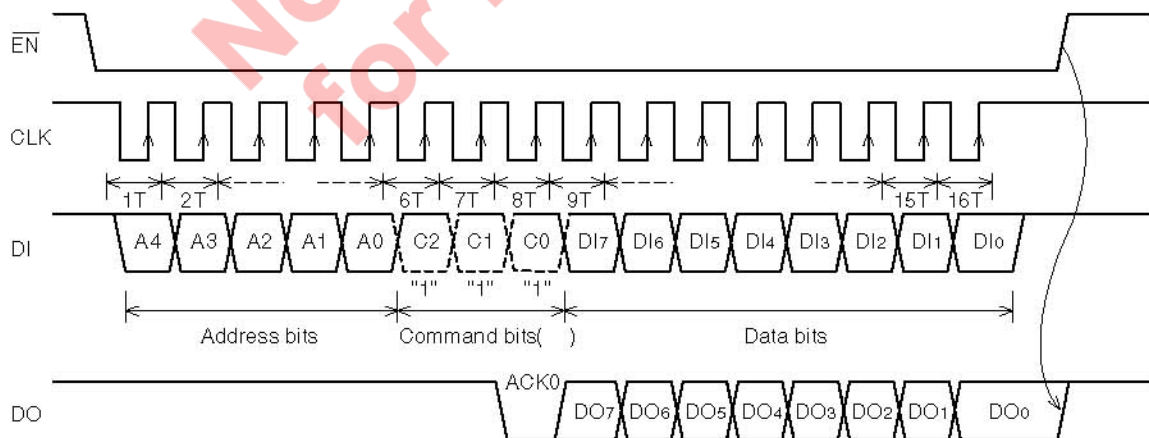 No
for
EN
CLK
1T 2T 6T 7T 8T 9T 15T 16T
DI A4 A3 A2 A1 A0 C2 C1 C0 DI7 DI6 DI5 DI4 DI3 DI2 DI1 DI0
"1" "1" "1"
Address bits Command bits( ) Data bits
ACK0
DO DO7 DO6 DO5 DO4 DO3 DO2 DO1 DO0